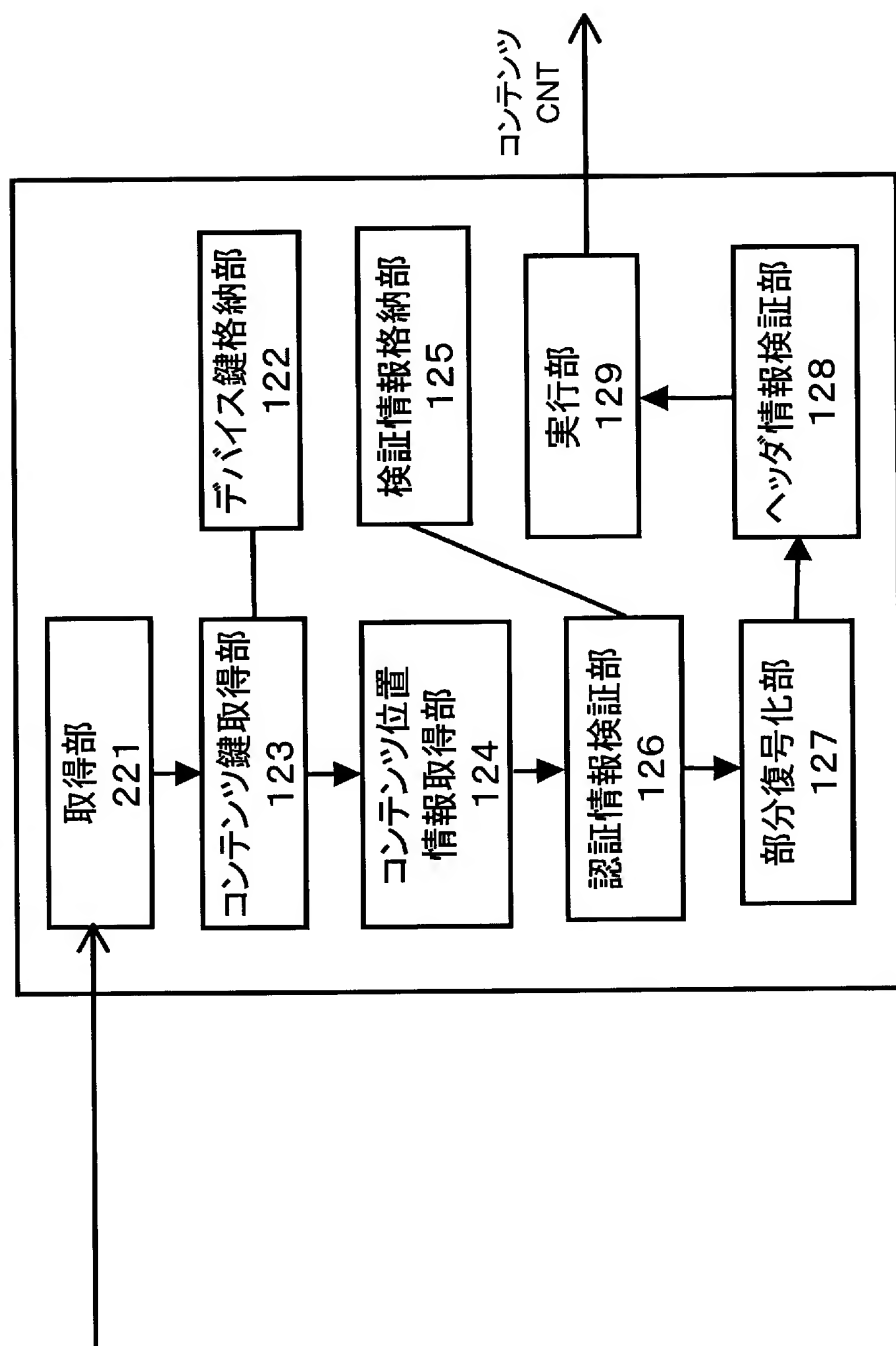 取得部
221
コンテンツ鍵取得部
123
デバイス鍵格納部
122
コンテンツ位置
情報取得部
124
検証情報格納部
125
認証情報検証部
126
実行部
129
部分復号化部
127
ヘッダ情報検証部
128
コンテンツ
CNT